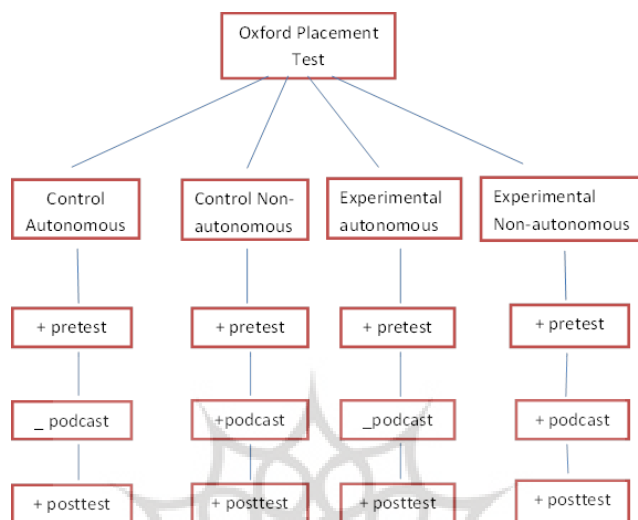 Oxford Placement
Test
Control
Autonomous
Control Non-
autonomous
Experimental
autonomous
Experimental
Non-autonomous
+ pretest
+ pretest
+ pretest
+ pretest
_ podcast
+podcast
_podcast
+ podcast
+ posttest
+ posttest
+ posttest
+ posttest